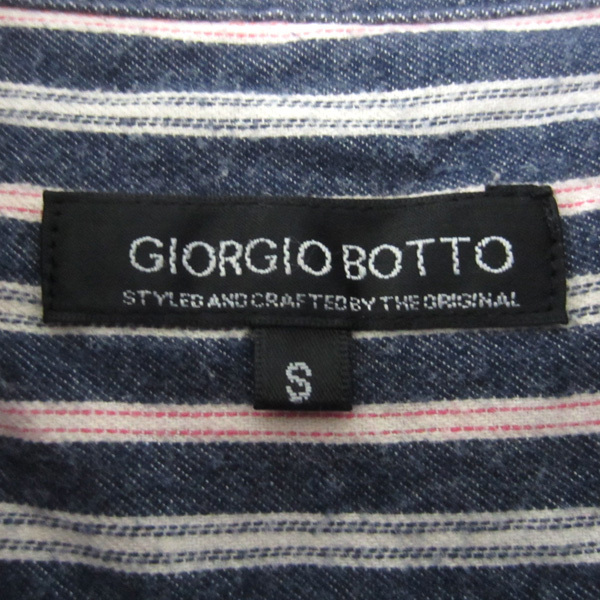 GIORGIO BOTTO
STYLED AND CRAFTED BY THE ORIGINAL
S